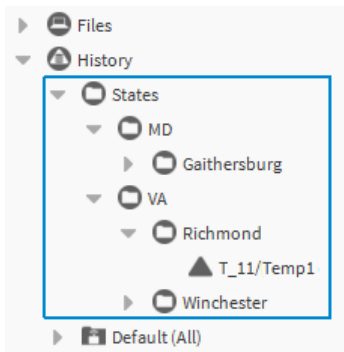 Files
History
States
MD
Gaithersburg
VA
Richmond
T_11/Temp1
Winchester
Default (All)